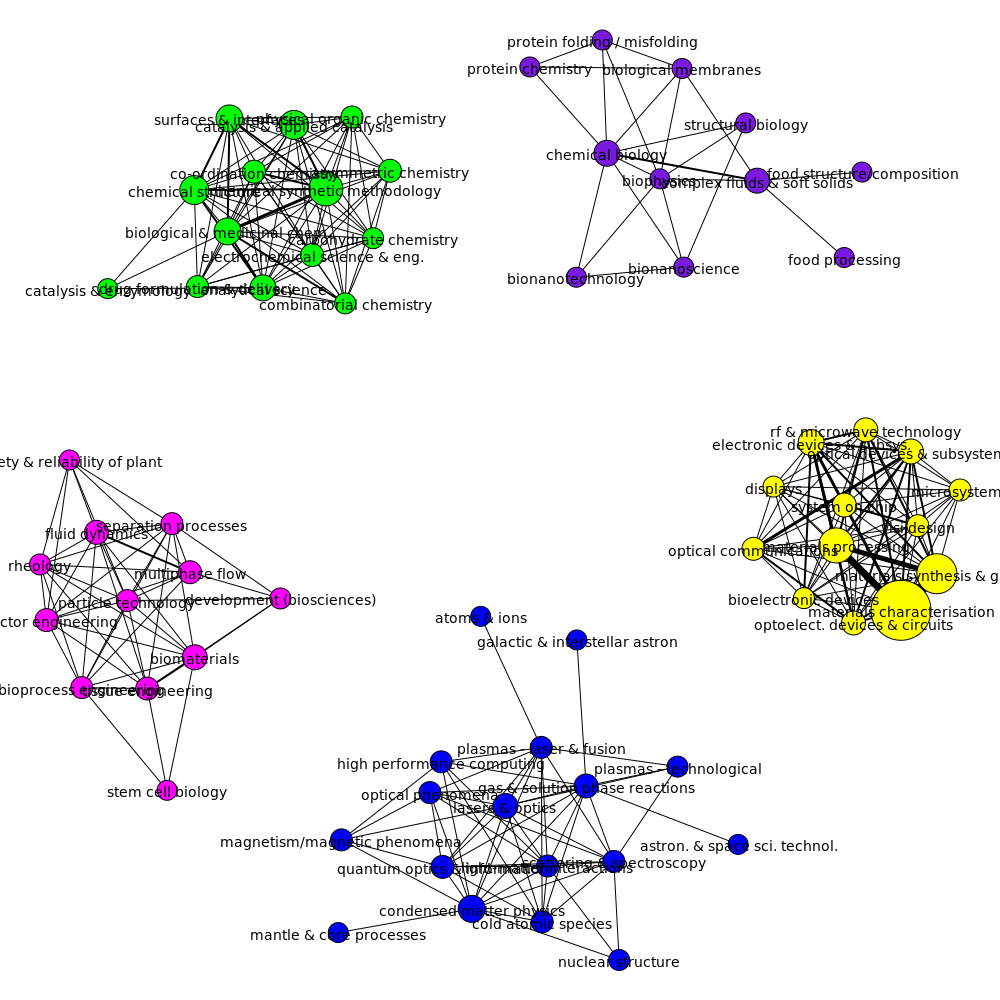 protein folding / misfolding
protein chemistry
biological membranes
surfaces & interfaces
physical organic chemistry
catalysis & applied catalysis
structural biology
chemical biology
co-ordination chemistry
asymmetric chemistry
food structure/composition
biophysics
complex fluids & soft solids
chemical structure
chemical synthetic methodology
biological & medicinal chem.
carbohydrate chemistry
electrochemical science & eng.
food processing
bionanoscience
bionanotechnology
catalysis & enzymology
drug formulation & delivery
analytical science
combinatorial chemistry
rf & microwave technology
electronic devices & subsys.
optical devices & subsystem
ety & reliability of plant
displays
microsystem
system on chip
separation processes
fluid dynamics
vlsi design
materials processing
optical communications
rheology
multiphase flow
materials synthesis & g
particle technology
development (biosciences)
bioelectronic devices
materials characterisation
atoms & ions
ctor engineering
optoelect. devices & circuits
galactic & interstellar astron
biomaterials
bioprocess engineering
tissue engineering
plasmas - laser & fusion
high performance computing
plasmas - technological
stem cell biology
gas & solution phase reactions
optical phenomena
lasers & optics
magnetism/magnetic phenomena
astron. & space sci. technol.
scattering & spectroscopy
quantum optics & information
light-matter interactions
condensed matter physics
cold atomic species
mantle & core processes
nuclear structure